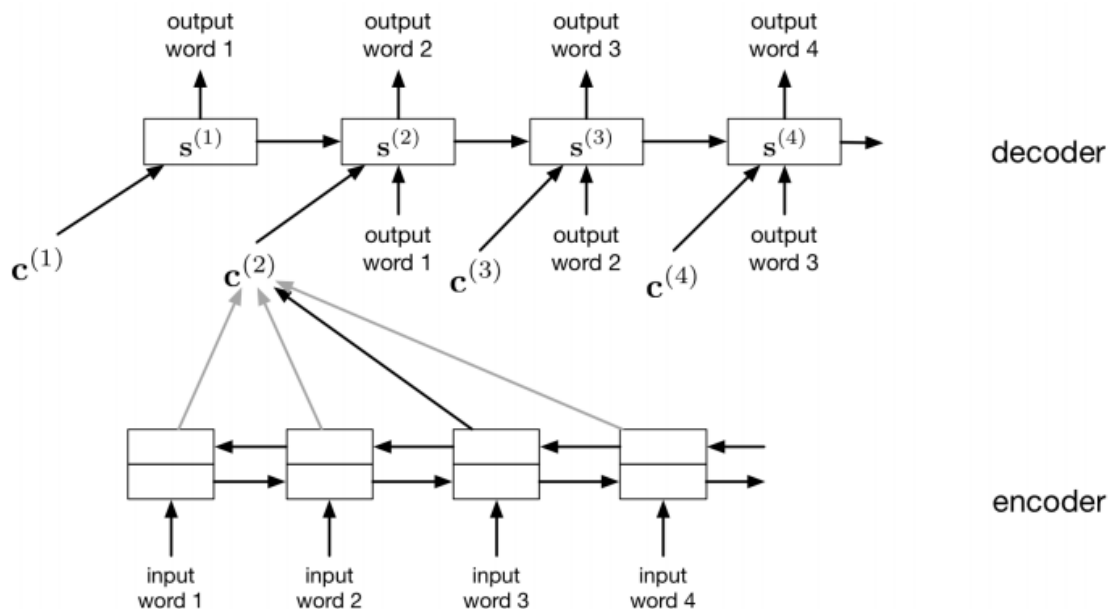 output word 1
output word 2
output word 3
output word 4
s^(1)
s^(2)
s^(3)
s^(4)
decoder
c^(1)
c^(2)
output word 1
c^(3)
output word 2
c^(4)
output word 3
encoder
input word 1
input word 2
input word 3
input word 4